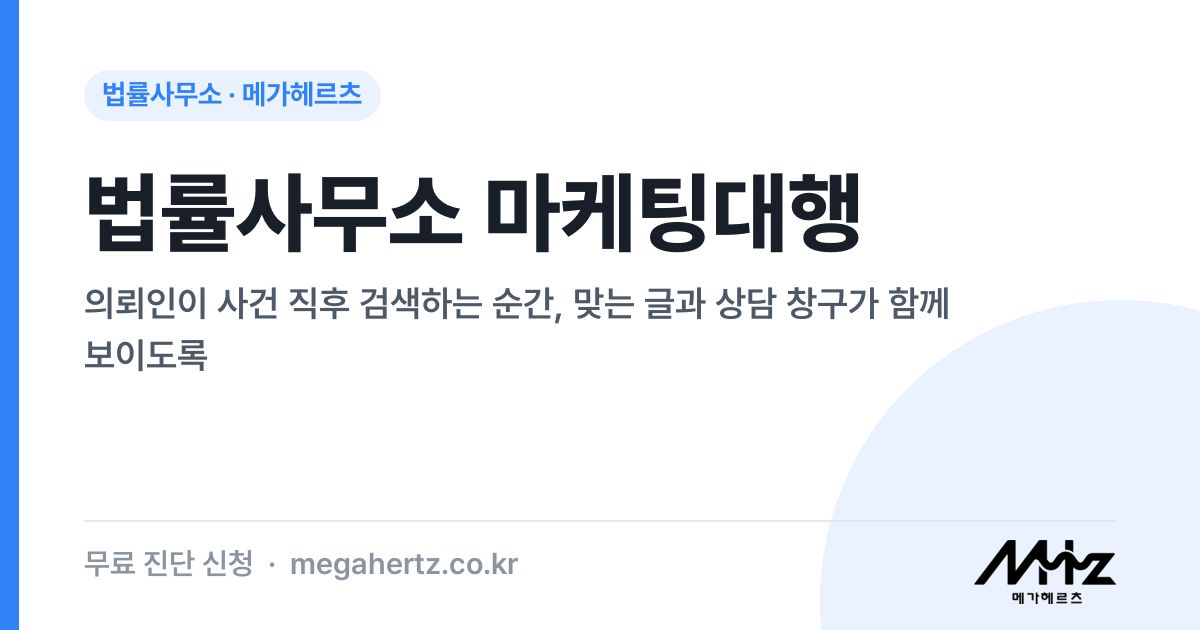 법률사무소 · 메가헤르츠
법률사무소 마케팅대행
의뢰인이 사건 직후 검색하는 순간, 맞는 글과 상담 창구가 함께
보이도록
무료 진단 신청 · megahertz.co.kr
MHz
메가헤르츠